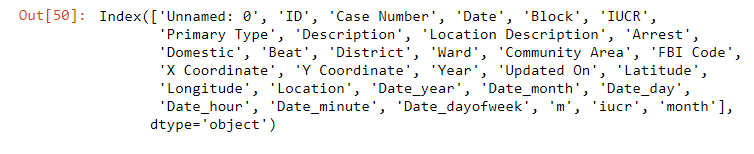 Out[50]: Index(['Unnamed: 0', 'ID', 'Case Number', 'Date', 'Block', 'IUCR',
'Primary Type', 'Description', 'Location Description', 'Arrest',
'Domestic', 'Beat', 'District', 'Ward', 'Community Area', 'FBI Code',
'X Coordinate', 'Y Coordinate', 'Year', 'Updated On', 'Latitude',
'Longitude', 'Location', 'Date_year', 'Date_month', 'Date_day',
'Date_hour', 'Date_minute', 'Date_dayofweek', 'm', 'iucr', 'month'],
dtype='object')